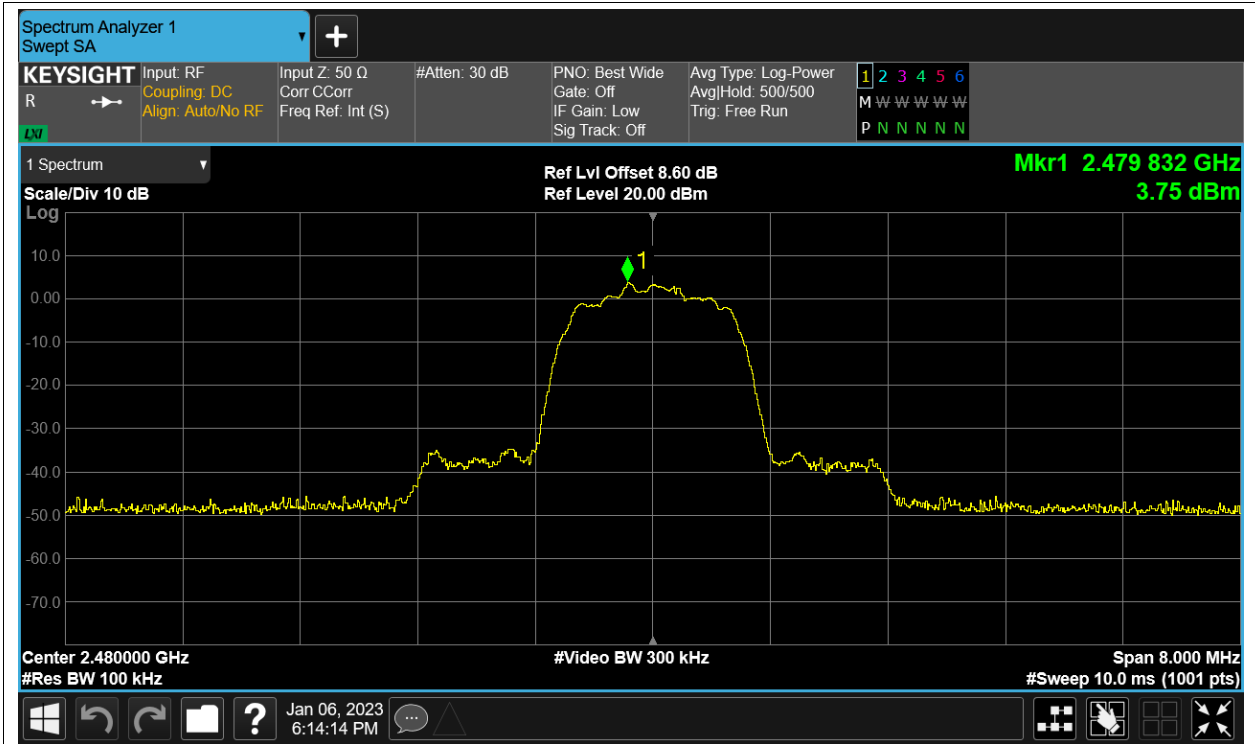 Spectrum Analyzer 1
Swept SA
KEYSIGHT
R
LXI
Input: RF
Coupling: DC
Align: Auto/No RF
Input Z: 50 Ω
Corr CCorr
Freq Ref: Int (S)
#Atten: 30 dB
PNO: Best Wide
Gate: Off
IF Gain: Low
Sig Track: Off
Avg Type: Log-Power
Avg|Hold: 500/500
Trig: Free Run
1 2 3 4 5 6
M W W W W W
P N N N N N
1 Spectrum
Scale/Div 10 dB
Log
Ref Lvl Offset 8.60 dB
Ref Level 20.00 dBm
Mkr1 2.479 832 GHz
3.75 dBm
1
10.0
0.00
-10.0
-20.0
-30.0
-40.0
-50.0
-60.0
-70.0
Center 2.480000 GHz
#Video BW 300 kHz
Span 8.000 MHz
#Res BW 100 kHz
#Sweep 10.0 ms (1001 pts)
?
Jan 06, 2023
6:14:14 PM